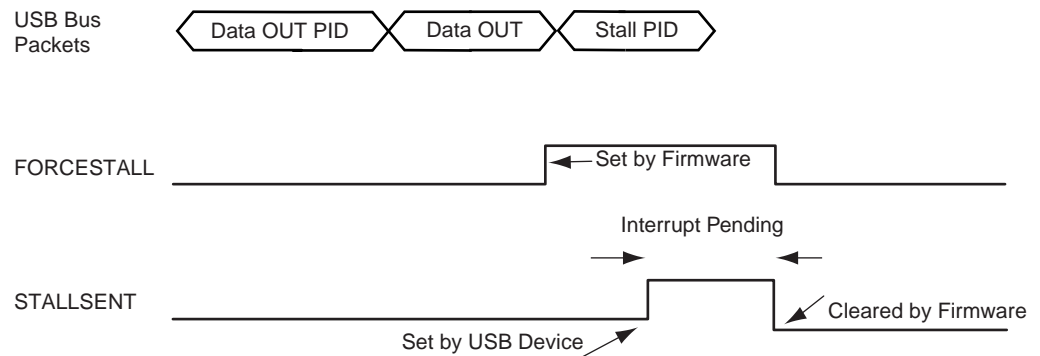 USB Bus
Packets
Data OUT PID
Data OUT
Stall PID
FORCESTALL
Set by Firmware
Interrupt Pending
STALLSENT
Cleared by Firmware
Set by USB Device